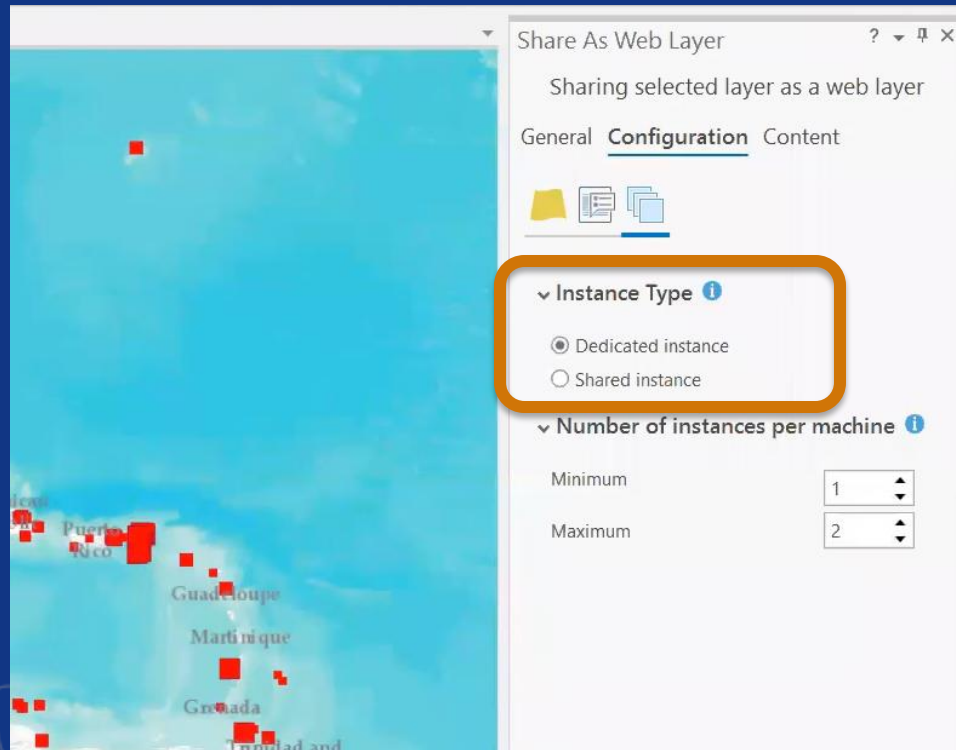 Share As Web Layer
?
Sharing selected layer as a web layer
General Configuration Content
Instance Type
Dedicated instance
Shared instance
Number of instances per machine
Minimum 1
Maximum 2
Puerto
Rico
Guadeloupe
Martinique
Grenada
Trinidad and